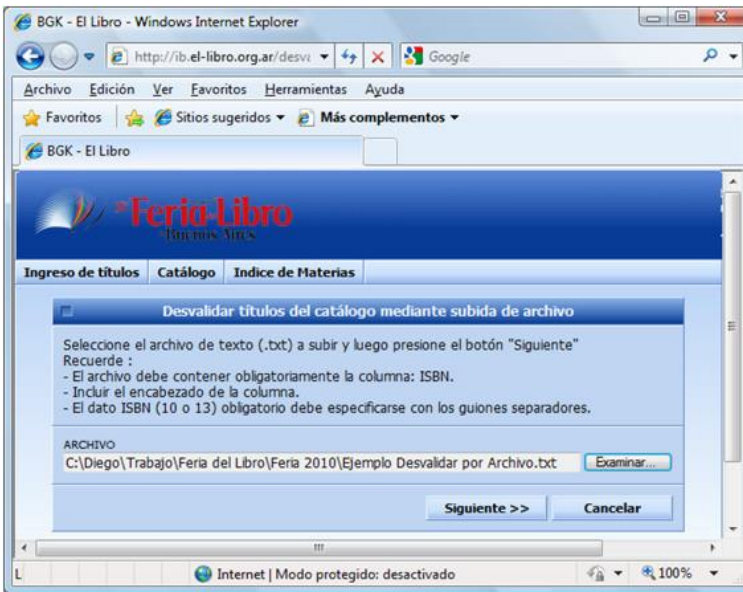 BGK - El Libro - Windows Internet Explorer
http://ib.el-libro.org.ar/desva Google
Archivo Edición Ver Favoritos Herramientas Ayuda
Favoritos Sitios sugeridos Más complementos
BGK - El Libro
Feria-Libro
Buenos Aires
Ingreso de títulos Catálogo Indice de Materias
Desvalidar títulos del catálogo mediante subida de archivo
Seleccione el archivo de texto (.txt) a subir y luego presione el botón "Siguiente"
Recuerde :
- El archivo debe contener obligatoriamente la columna: ISBN.
- Incluir el encabezado de la columna.
- El dato ISBN (10 o 13) obligatorio debe especificarse con los guiones separadores.
ARCHIVO
C:\Diego\Trabajo\Feria del Libro\Feria 2010\Ejemplo Desvalidar por Archivo.txt Examinar...
Siguiente >> Cancelar
L Internet | Modo protegido: desactivado 100%